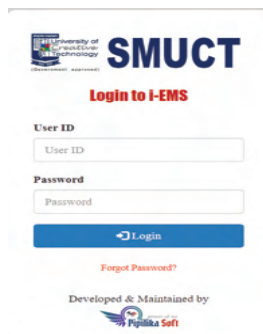 University of
Creative
Technology
(Government approved)
SMUCT
Login to i-EMS
User ID
User ID
Password
Password
Login
Forgot Password?
Developed & Maintained by
Pipilika Soft